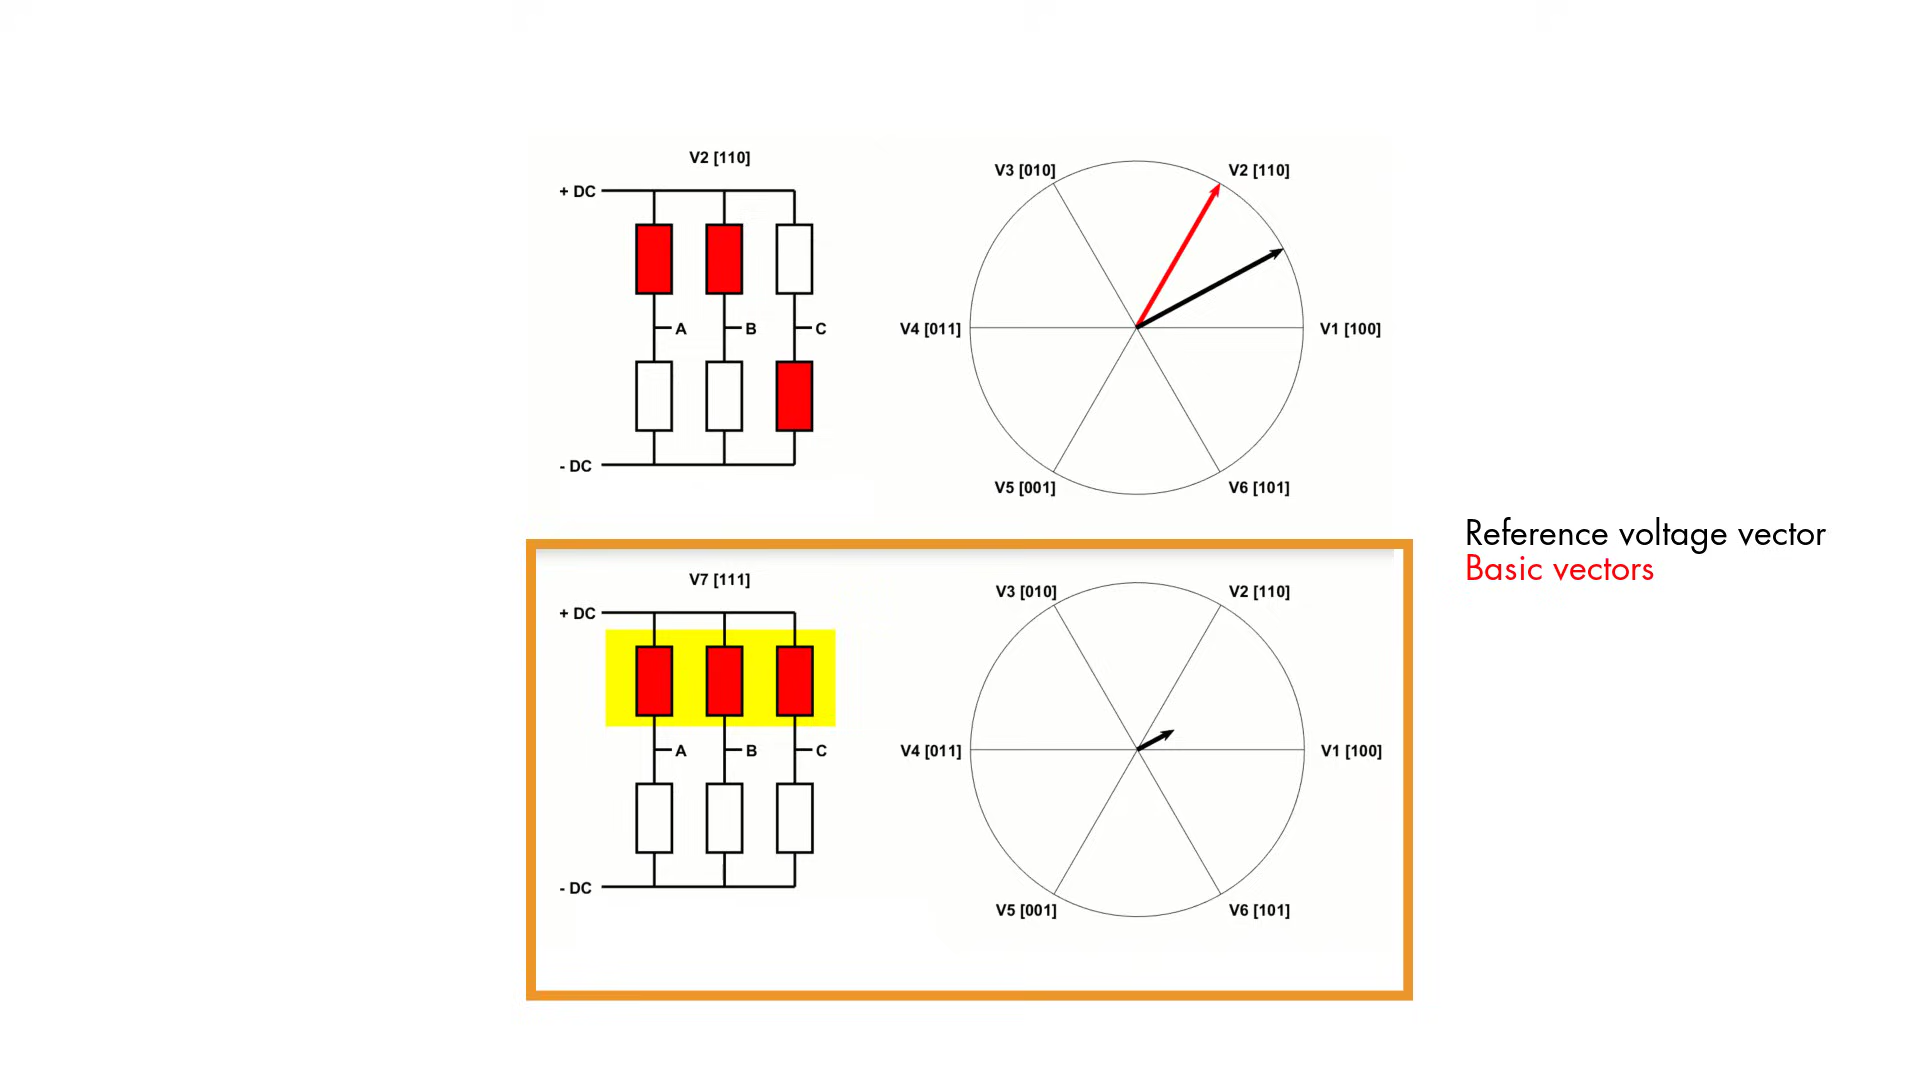 V2 [110]
+ DC
A
B
C
- DC
V3 [010]
V2 [110]
V4 [011]
V1 [100]
V5 [001]
V6 [101]
Reference voltage vector
Basic vectors
V7 [111]
+ DC
A
B
C
- DC
V3 [010]
V2 [110]
V4 [011]
V1 [100]
V5 [001]
V6 [101]